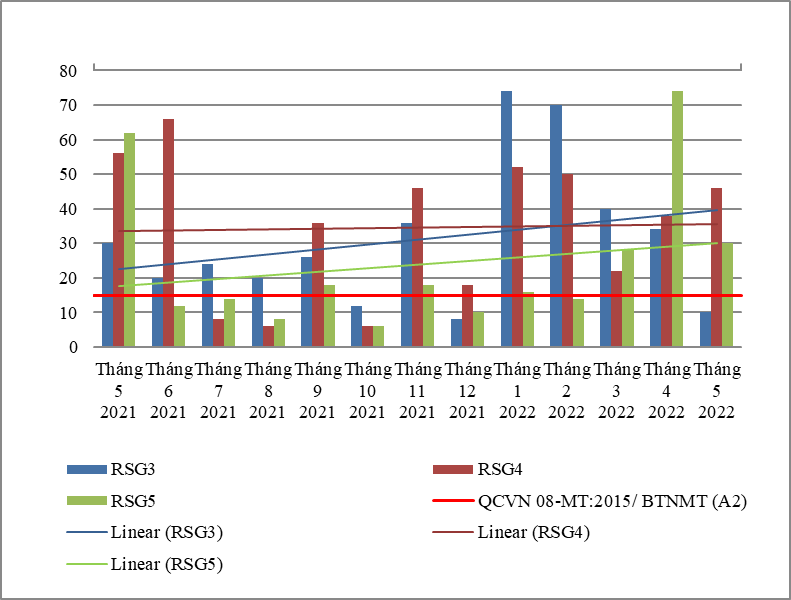 80
70
60
50
40
30
20
10
0
Tháng Tháng Tháng Tháng Tháng Tháng Tháng Tháng Tháng Tháng Tháng Tháng Tháng
5 6 7 8 9 10 11 12 1 2 3 4 5
2021 2021 2021 2021 2021 2021 2021 2021 2022 2022 2022 2022 2022
RSG3 RSG4
RSG5 QCVN 08-MT:2015/ BTNMT (A2)
Linear (RSG3) Linear (RSG4)
Linear (RSG5)